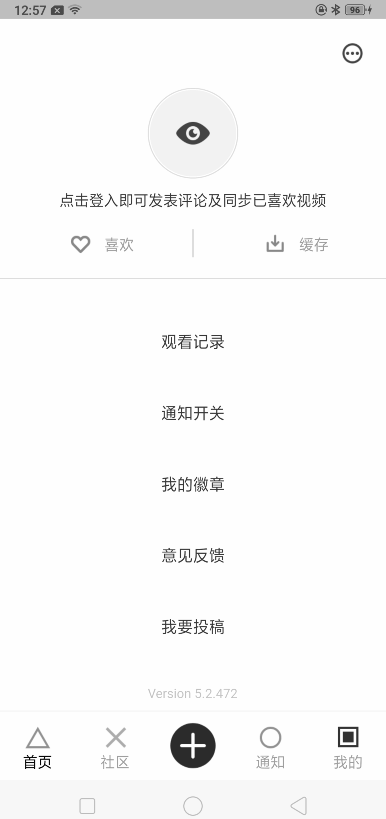 12:57
96
点击登入即可发表评论及同步已喜欢视频
喜欢
缓存
观看记录
通知开关
我的徽章
意见反馈
我要投稿
Version 5.2.472
首页 社区 通知 我的